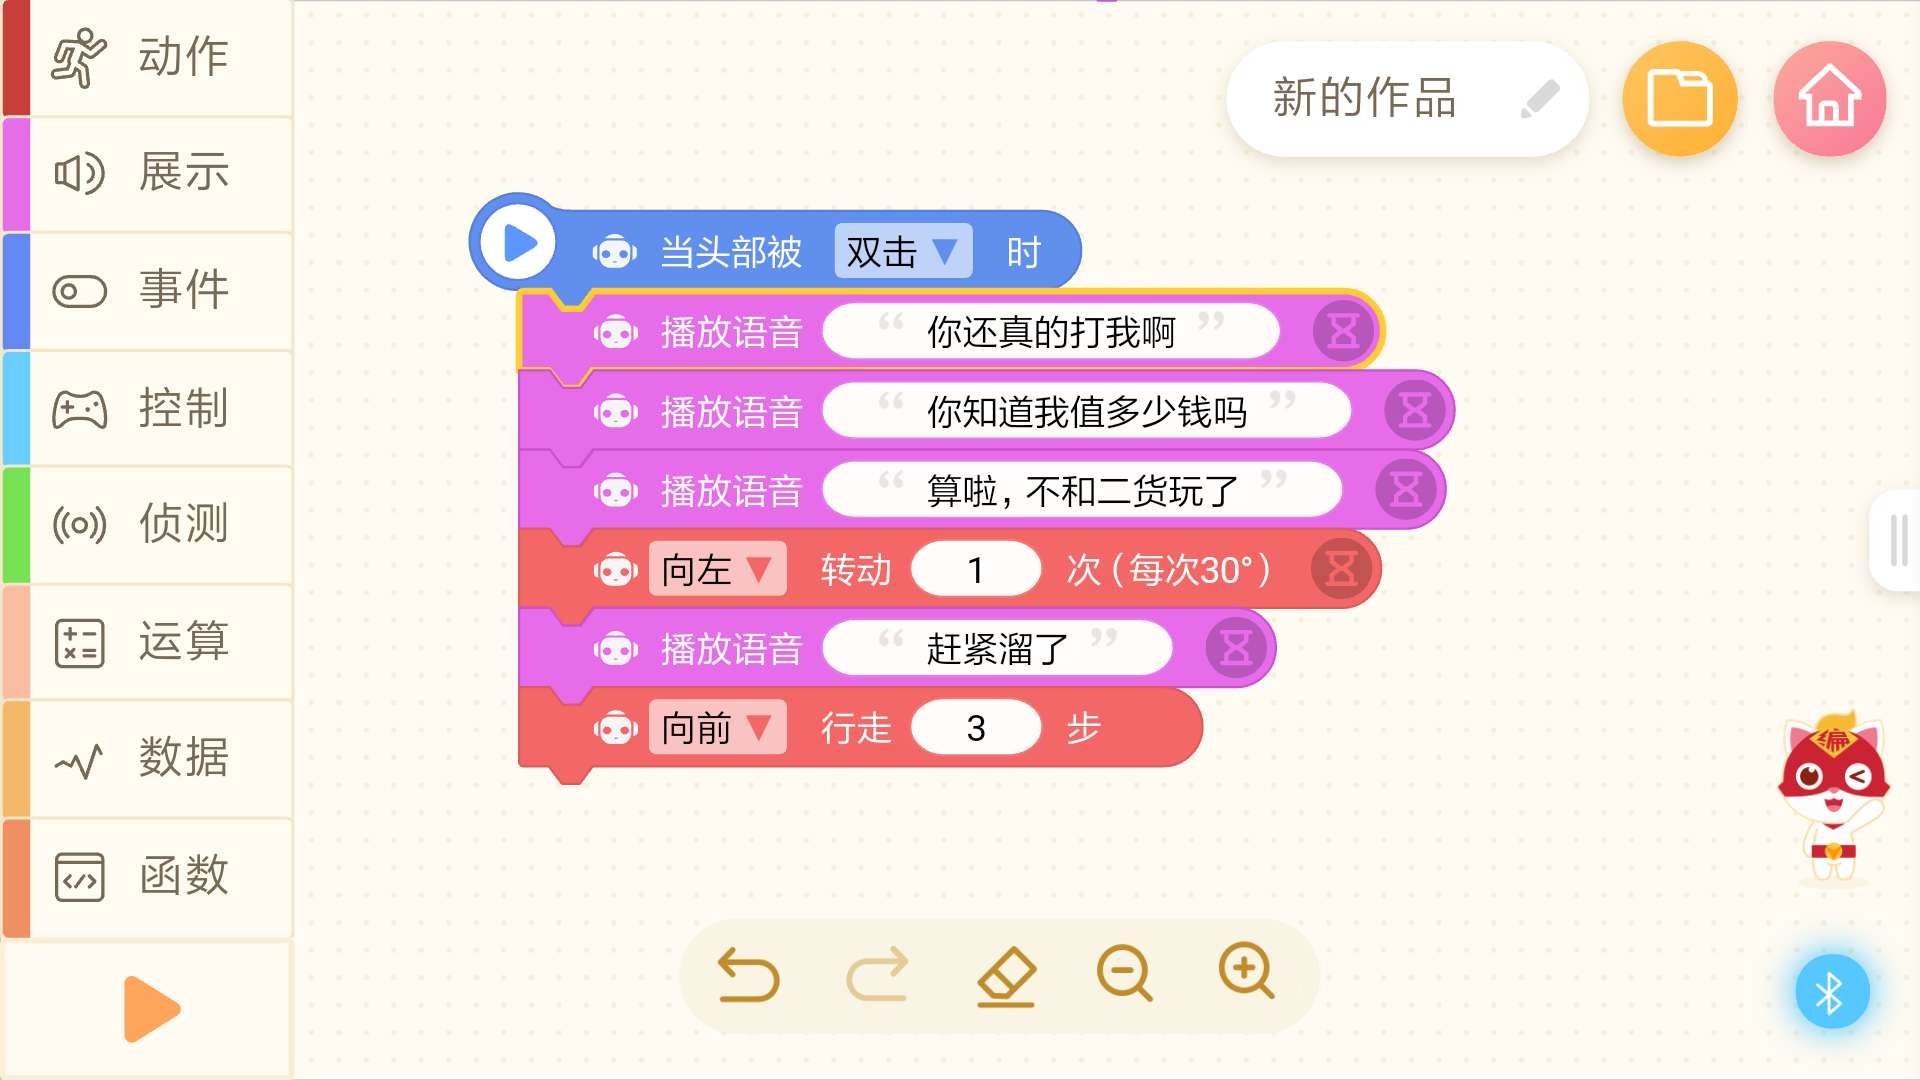 动作
展示
事件
控制
侦测
运算
数据
函数
新的作品
当头部被 双击 时
播放语音 “ 你还真的打我啊 ”
播放语音 “ 你知道我值多少钱吗 ”
播放语音 “ 算啦，不和二货玩了 ”
向左 转动 1 次（每次30°）
播放语音 “ 赶紧溜了 ”
向前 行走 3 步
编